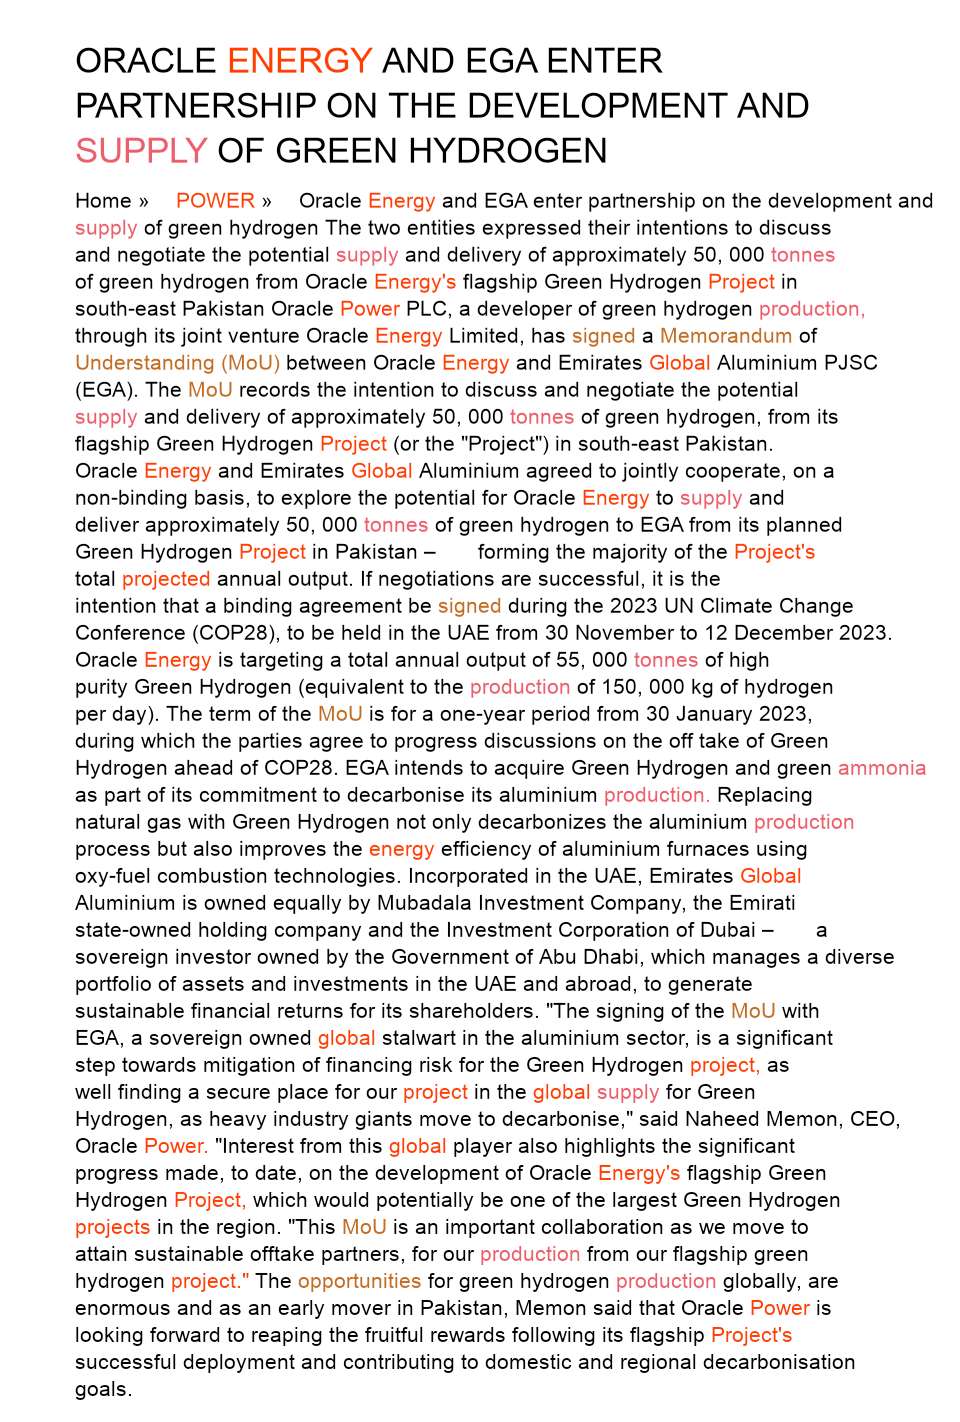 ORACLE ENERGY AND EGA ENTER
PARTNERSHIP ON THE DEVELOPMENT AND
SUPPLY OF GREEN HYDROGEN
Home » POWER » Oracle Energy and EGA enter partnership on the development and
supply of green hydrogen The two entities expressed their intentions to discuss
and negotiate the potential supply and delivery of approximately 50, 000 tonnes
of green hydrogen from Oracle Energy's flagship Green Hydrogen Project in
south-east Pakistan Oracle Power PLC, a developer of green hydrogen production,
through its joint venture Oracle Energy Limited, has signed a Memorandum of
Understanding (MoU) between Oracle Energy and Emirates Global Aluminium PJSC
(EGA). The MoU records the intention to discuss and negotiate the potential
supply and delivery of approximately 50, 000 tonnes of green hydrogen, from its
flagship Green Hydrogen Project (or the "Project") in south-east Pakistan.
Oracle Energy and Emirates Global Aluminium agreed to jointly cooperate, on a
non-binding basis, to explore the potential for Oracle Energy to supply and
deliver approximately 50, 000 tonnes of green hydrogen to EGA from its planned
Green Hydrogen Project in Pakistan – forming the majority of the Project's
total projected annual output. If negotiations are successful, it is the
intention that a binding agreement be signed during the 2023 UN Climate Change
Conference (COP28), to be held in the UAE from 30 November to 12 December 2023.
Oracle Energy is targeting a total annual output of 55, 000 tonnes of high
purity Green Hydrogen (equivalent to the production of 150, 000 kg of hydrogen
per day). The term of the MoU is for a one-year period from 30 January 2023,
during which the parties agree to progress discussions on the off take of Green
Hydrogen ahead of COP28. EGA intends to acquire Green Hydrogen and green ammonia
as part of its commitment to decarbonise its aluminium production. Replacing
natural gas with Green Hydrogen not only decarbonizes the aluminium production
process but also improves the energy efficiency of aluminium furnaces using
oxy-fuel combustion technologies. Incorporated in the UAE, Emirates Global
Aluminium is owned equally by Mubadala Investment Company, the Emirati
state-owned holding company and the Investment Corporation of Dubai – a
sovereign investor owned by the Government of Abu Dhabi, which manages a diverse
portfolio of assets and investments in the UAE and abroad, to generate
sustainable financial returns for its shareholders. "The signing of the MoU with
EGA, a sovereign owned global stalwart in the aluminium sector, is a significant
step towards mitigation of financing risk for the Green Hydrogen project, as
well finding a secure place for our project in the global supply for Green
Hydrogen, as heavy industry giants move to decarbonise," said Naheed Memon, CEO,
Oracle Power. "Interest from this global player also highlights the significant
progress made, to date, on the development of Oracle Energy's flagship Green
Hydrogen Project, which would potentially be one of the largest Green Hydrogen
projects in the region. "This MoU is an important collaboration as we move to
attain sustainable offtake partners, for our production from our flagship green
hydrogen project." The opportunities for green hydrogen production globally, are
enormous and as an early mover in Pakistan, Memon said that Oracle Power is
looking forward to reaping the fruitful rewards following its flagship Project's
successful deployment and contributing to domestic and regional decarbonisation
goals.